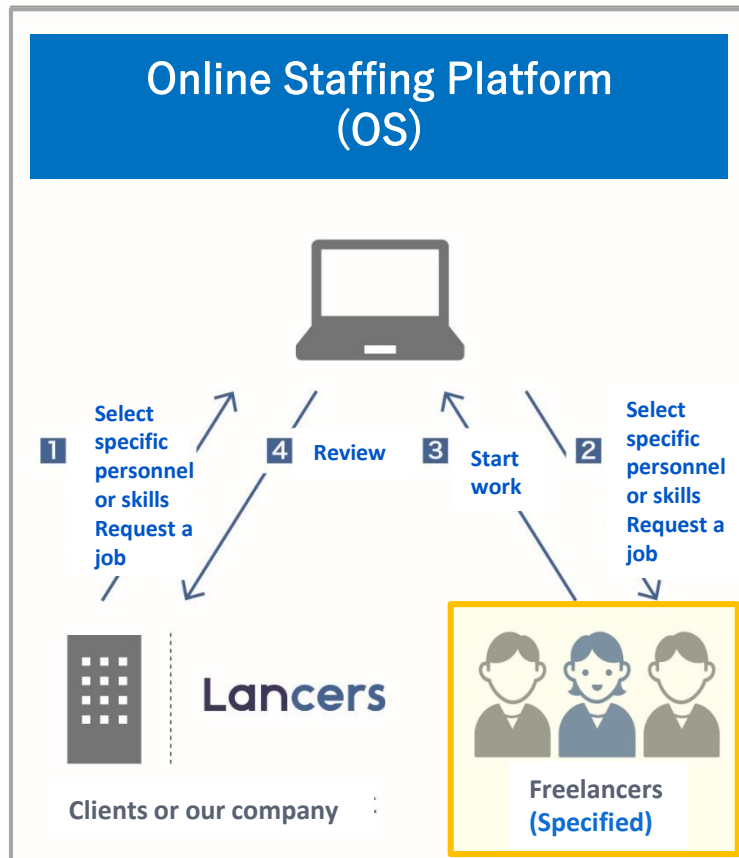 Online Staffing Platform
(OS)
1
Select
specific
personnel
or skills
Request a
job
4
Review
3
Start
work
2
Select
specific
personnel
or skills
Request a
job
Lancers
Clients or our company
Freelancers
(Specified)